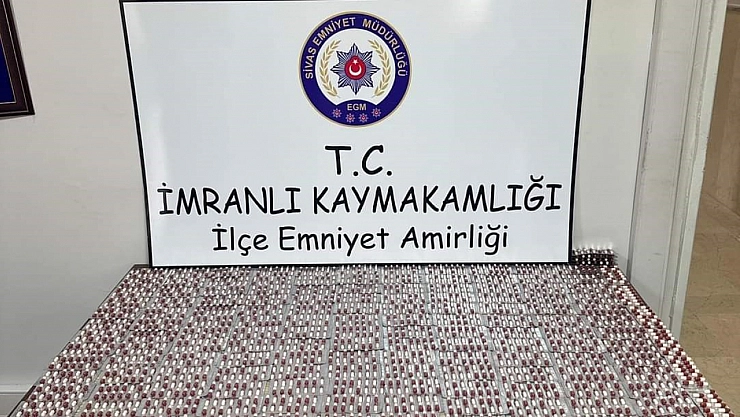 SİVAS EMNİYET MÜDÜRLÜĞÜ
EGM
T.C.
İMRANLI KAYMAKAMLIĞI
İlçe Emniyet Amirliği